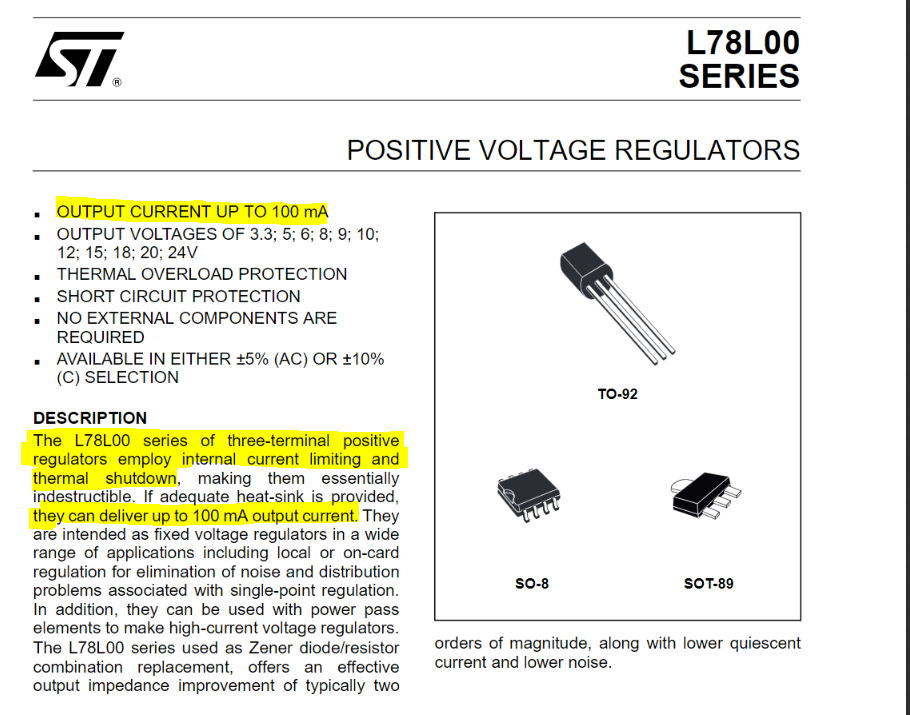 ST ®
L78L00
SERIES
POSITIVE VOLTAGE REGULATORS
▪ OUTPUT CURRENT UP TO 100 mA
▪ OUTPUT VOLTAGES OF 3.3; 5; 6; 8; 9; 10;
12; 15; 18; 20; 24V
▪ THERMAL OVERLOAD PROTECTION
▪ SHORT CIRCUIT PROTECTION
▪ NO EXTERNAL COMPONENTS ARE
REQUIRED
▪ AVAILABLE IN EITHER ±5% (AC) OR ±10%
(C) SELECTION
DESCRIPTION
The L78L00 series of three-terminal positive
regulators employ internal current limiting and
thermal shutdown, making them essentially
indestructible. If adequate heat-sink is provided,
they can deliver up to 100 mA output current. They
are intended as fixed voltage regulators in a wide
range of applications including local or on-card
regulation for elimination of noise and distribution
problems associated with single-point regulation.
In addition, they can be used with power pass
elements to make high-current voltage regulators.
The L78L00 series used as Zener diode/resistor
combination replacement, offers an effective
output impedance improvement of typically two
TO-92
SO-8
SOT-89
orders of magnitude, along with lower quiescent
current and lower noise.